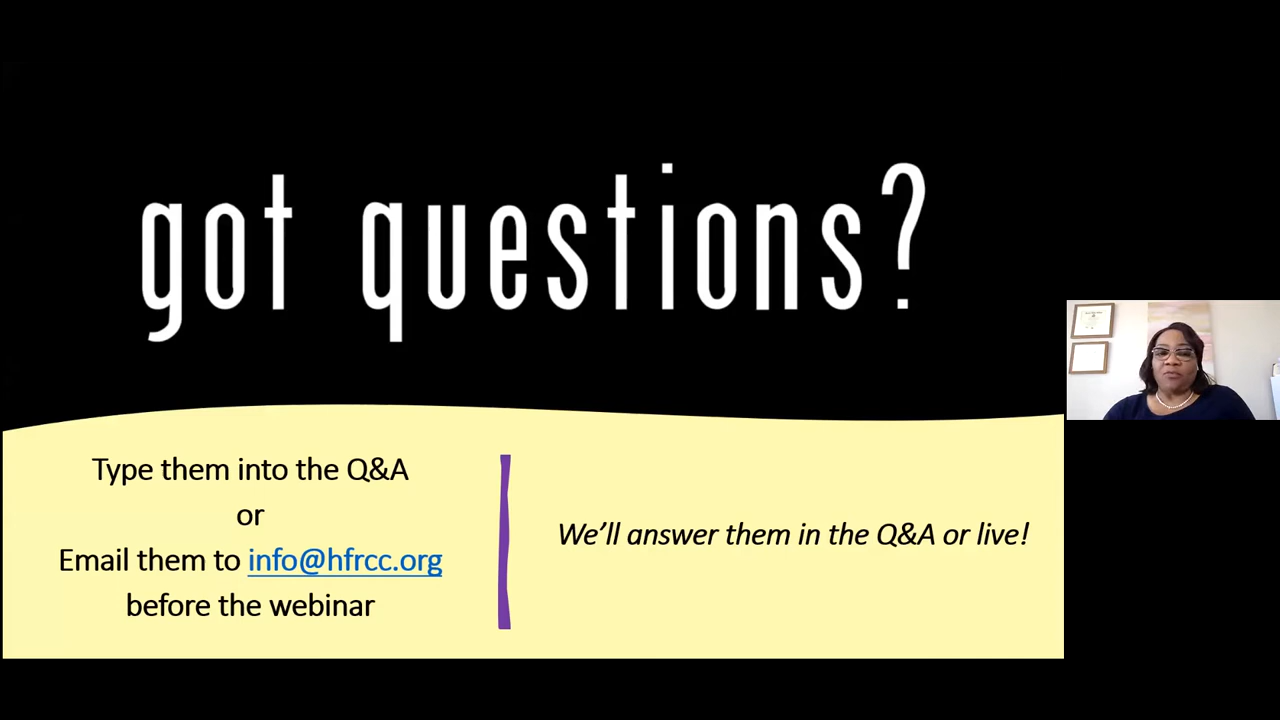 got questions?
Type them into the Q&A
or
Email them to info@hfrcc.org
before the webinar
We'll answer them in the Q&A or live!